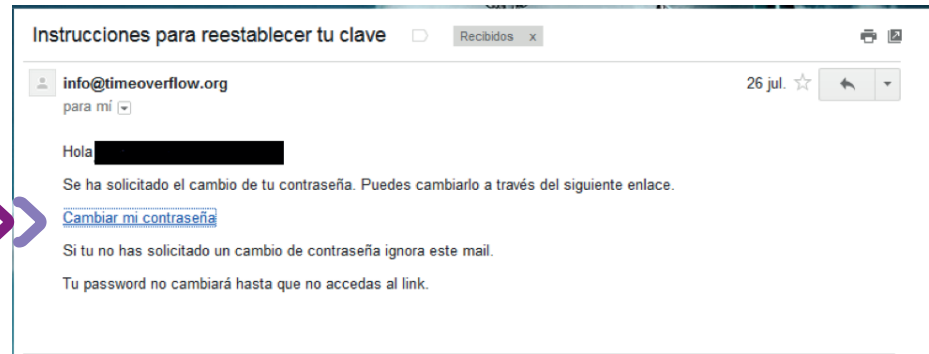 Instrucciones para reestablecer tu clave Recibidos x
info@timeoverflow.org 26 jul.
para mí
Hola
Se ha solicitado el cambio de tu contraseña. Puedes cambiarlo a través del siguiente enlace.
Cambiar mi contraseña
Si tu no has solicitado un cambio de contraseña ignora este mail.
Tu password no cambiará hasta que no accedas al link.